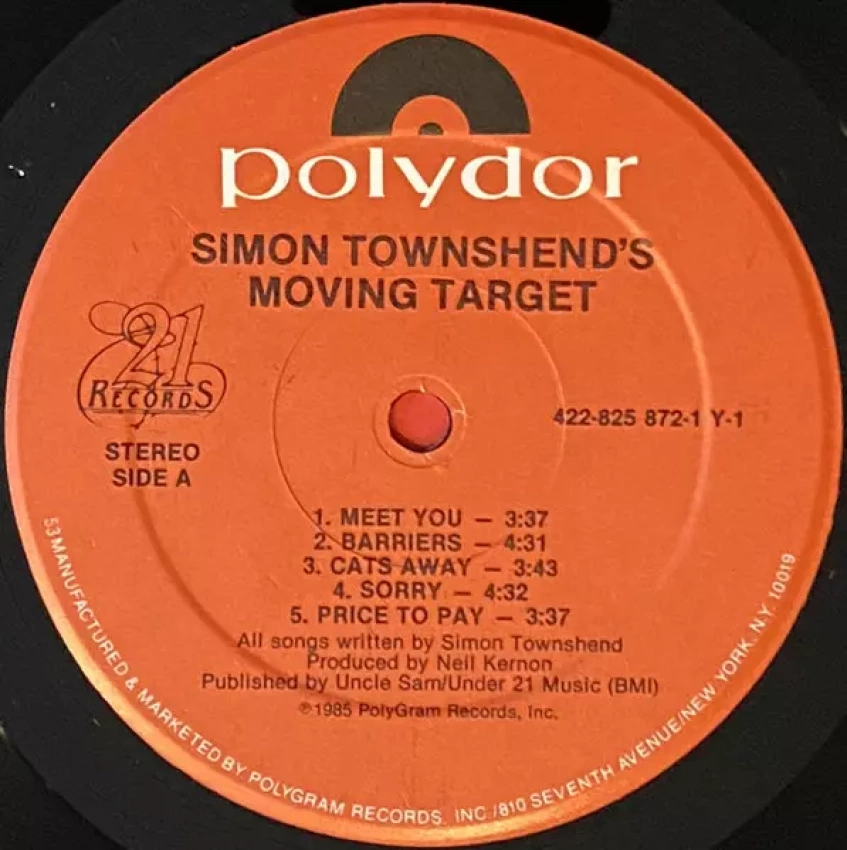 polydor
SIMON TOWNSHEND'S
MOVING TARGET
21
RECORDS
STEREO
SIDE A
422-825 872-1 Y-1
1. MEET YOU — 3:37
2. BARRIERS — 4:31
3. CATS AWAY — 3:43
4. SORRY — 4:32
5. PRICE TO PAY — 3:37
All songs written by Simon Townshend
Produced by Neil Kernon
Published by Uncle Sam/Under 21 Music (BMI)
℗1985 PolyGram Records, Inc.
53 MANUFACTURED & MARKETED BY POLYGRAM RECORDS, INC./810 SEVENTH AVENUE/NEW YORK, N.Y. 10019